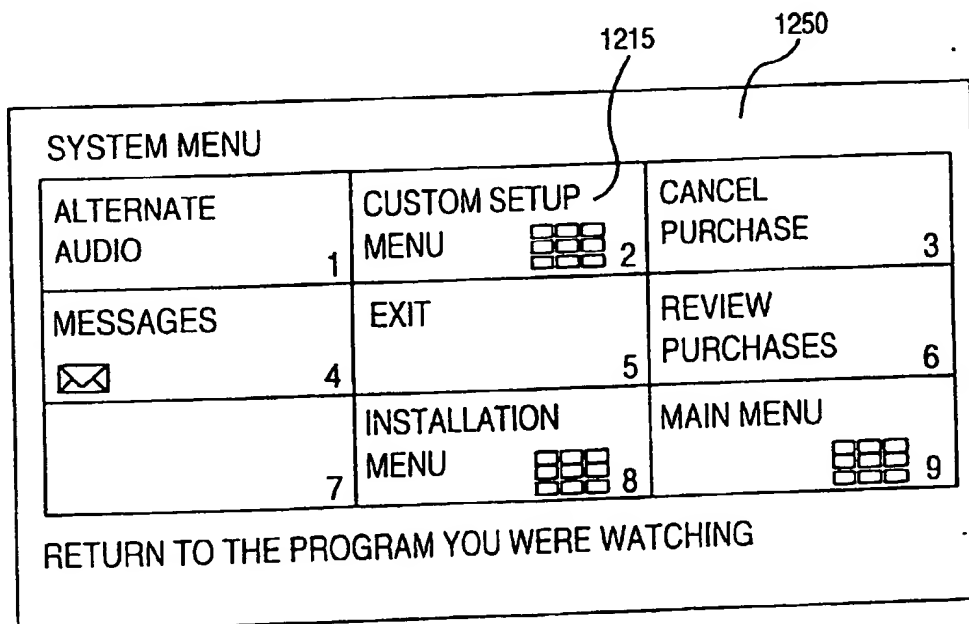 1215
1250
SYSTEM MENU
ALTERNATE
AUDIO
1
CUSTOM SETUP
MENU
2
CANCEL
PURCHASE
3
MESSAGES
4
EXIT
5
REVIEW
PURCHASES
6
7
INSTALLATION
MENU
8
MAIN MENU
9
RETURN TO THE PROGRAM YOU WERE WATCHING